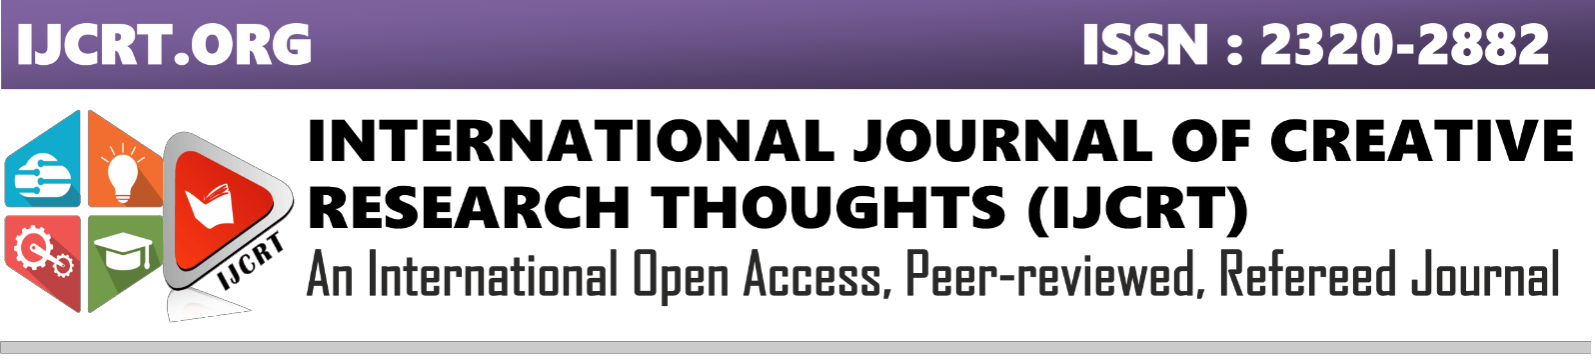 IJCRT.ORG ISSN : 2320-2882
INTERNATIONAL JOURNAL OF CREATIVE
RESEARCH THOUGHTS (IJCRT)
An International Open Access, Peer-reviewed, Refereed Journal
IJCRT